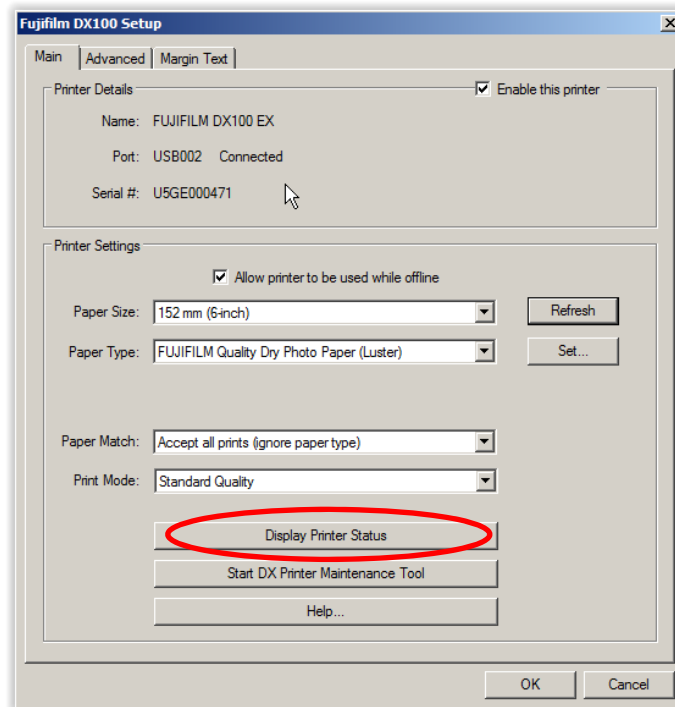 Fujifilm DX100 Setup
Main Advanced Margin Text
Printer Details Enable this printer
Name: FUJIFILM DX100 EX
Port: USB002 Connected
Serial #: U5GE000471
Printer Settings
Allow printer to be used while offline
Paper Size: 152 mm (6-inch) Refresh
Paper Type: FUJIFILM Quality Dry Photo Paper (Luster) Set...
Paper Match: Accept all prints (ignore paper type)
Print Mode: Standard Quality
Display Printer Status
Start DX Printer Maintenance Tool
Help...
OK Cancel